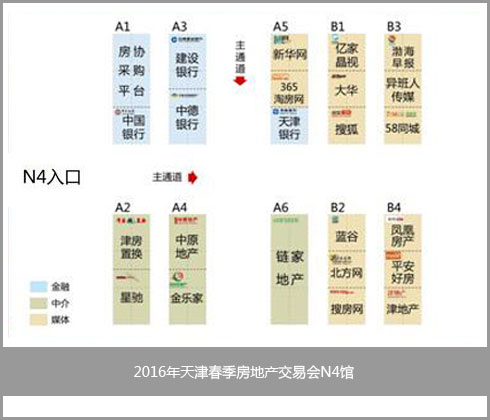 A1
A3
A5
B1
B3
房协
采购
平台
中国
银行
建设
银行
中德
银行
主
通
道
新华网
365
淘房网
天津
银行
亿家
晶视
大华
搜狐
渤海
早报
异班人
传媒
58同城
N4入口
主通道
A2
A4
A6
B2
B4
津房
置换
星驰
中原
地产
金乐家
链家
地产
蓝谷
北方网
搜房网
凤凰
房产
平安
好房
津地产
金融
中介
媒体
2016年天津春季房地产交易会N4馆